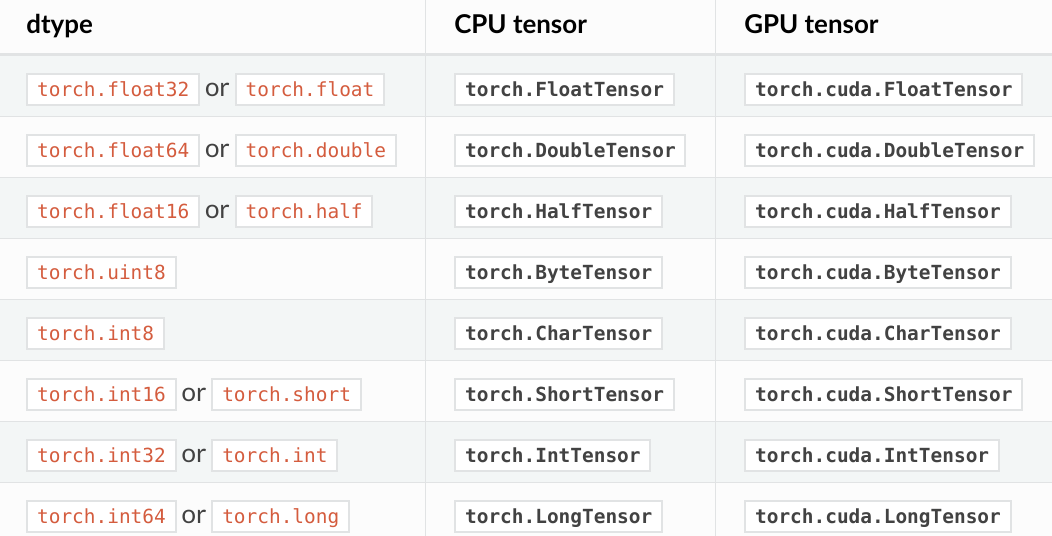 dtype CPU tensor GPU tensor
torch.float32 or torch.float torch.FloatTensor torch.cuda.FloatTensor
torch.float64 or torch.double torch.DoubleTensor torch.cuda.DoubleTensor
torch.float16 or torch.half torch.HalfTensor torch.cuda.HalfTensor
torch.uint8 torch.ByteTensor torch.cuda.ByteTensor
torch.int8 torch.CharTensor torch.cuda.CharTensor
torch.int16 or torch.short torch.ShortTensor torch.cuda.ShortTensor
torch.int32 or torch.int torch.IntTensor torch.cuda.IntTensor
torch.int64 or torch.long torch.LongTensor torch.cuda.LongTensor